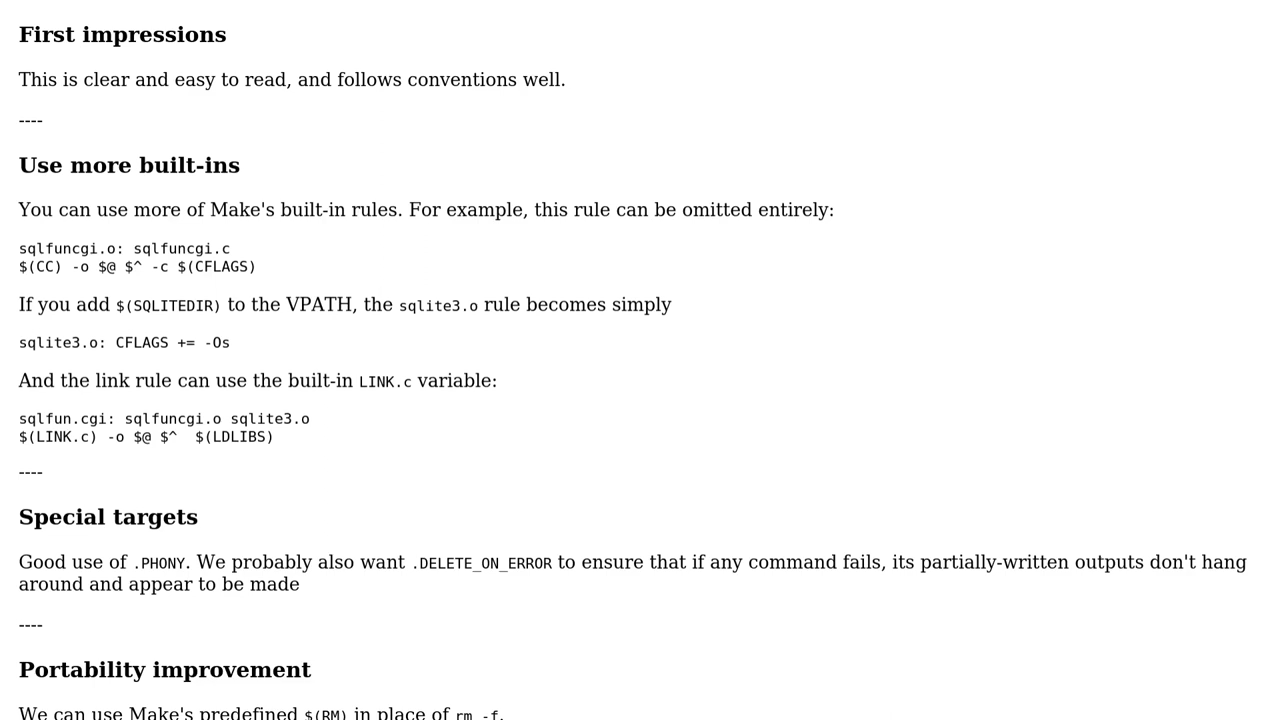 First impressions
This is clear and easy to read, and follows conventions well.
----
Use more built-ins
You can use more of Make's built-in rules. For example, this rule can be omitted entirely:
sqlfuncgi.o: sqlfuncgi.c
$(CC) -o $@ $^ -c $(CFLAGS)
If you add $(SQLITEDIR) to the VPATH, the sqlite3.o rule becomes simply
sqlite3.o: CFLAGS += -Os
And the link rule can use the built-in LINK.c variable:
sqlfun.cgi: sqlfuncgi.o sqlite3.o
$(LINK.c) -o $@ $^  $(LDLIBS)
----
Special targets
Good use of .PHONY. We probably also want .DELETE_ON_ERROR to ensure that if any command fails, its partially-written outputs don't hang
around and appear to be made
----
Portability improvement
We can use Make's predefined $(RM) in place of rm -f.